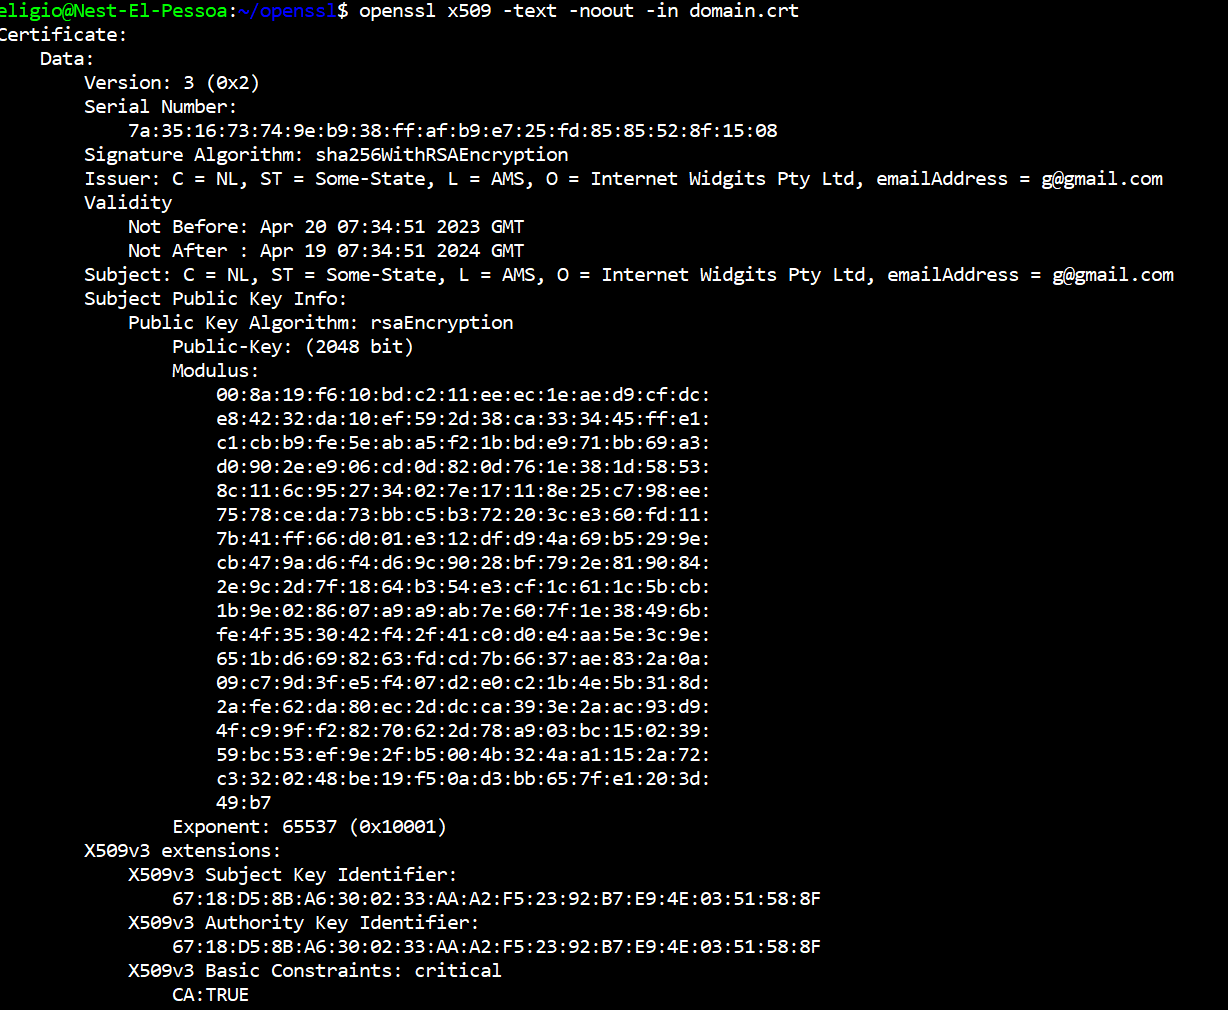 eligio@Nest-El-Pessoa:~/openssl$ openssl x509 -text -noout -in domain.crt
Certificate:
    Data:
        Version: 3 (0x2)
        Serial Number:
            7a:35:16:73:74:9e:b9:38:ff:af:b9:e7:25:fd:85:85:52:8f:15:08
        Signature Algorithm: sha256WithRSAEncryption
        Issuer: C = NL, ST = Some-State, L = AMS, O = Internet Widgits Pty Ltd, emailAddress = g@gmail.com
        Validity
            Not Before: Apr 20 07:34:51 2023 GMT
            Not After : Apr 19 07:34:51 2024 GMT
        Subject: C = NL, ST = Some-State, L = AMS, O = Internet Widgits Pty Ltd, emailAddress = g@gmail.com
        Subject Public Key Info:
            Public Key Algorithm: rsaEncryption
                Public-Key: (2048 bit)
                Modulus:
                    00:8a:19:f6:10:bd:c2:11:ee:ec:1e:ae:d9:cf:dc:
                    e8:42:32:da:10:ef:59:2d:38:ca:33:34:45:ff:e1:
                    c1:cb:b9:fe:5e:ab:a5:f2:1b:bd:e9:71:bb:69:a3:
                    d0:90:2e:e9:06:cd:0d:82:0d:76:1e:38:1d:58:53:
                    8c:11:6c:95:27:34:02:7e:17:11:8e:25:c7:98:ee:
                    75:78:ce:da:73:bb:c5:b3:72:20:3c:e3:60:fd:11:
                    7b:41:ff:66:d0:01:e3:12:df:d9:4a:69:b5:29:9e:
                    cb:47:9a:d6:f4:d6:9c:90:28:bf:79:2e:81:90:84:
                    2e:9c:2d:7f:18:64:b3:54:e3:cf:1c:61:1c:5b:cb:
                    1b:9e:02:86:07:a9:a9:ab:7e:60:7f:1e:38:49:6b:
                    fe:4f:35:30:42:f4:2f:41:c0:d0:e4:aa:5e:3c:9e:
                    65:1b:d6:69:82:63:fd:cd:7b:66:37:ae:83:2a:0a:
                    09:c7:9d:3f:e5:f4:07:d2:e0:c2:1b:4e:5b:31:8d:
                    2a:fe:62:da:80:ec:2d:dc:ca:39:3e:2a:ac:93:d9:
                    4f:c9:9f:f2:82:70:62:2d:78:a9:03:bc:15:02:39:
                    59:bc:53:ef:9e:2f:b5:00:4b:32:4a:a1:15:2a:72:
                    c3:32:02:48:be:19:f5:0a:d3:bb:65:7f:e1:20:3d:
                    49:b7
                Exponent: 65537 (0x10001)
        X509v3 extensions:
            X509v3 Subject Key Identifier:
                67:18:D5:8B:A6:30:02:33:AA:A2:F5:23:92:B7:E9:4E:03:51:58:8F
            X509v3 Authority Key Identifier:
                67:18:D5:8B:A6:30:02:33:AA:A2:F5:23:92:B7:E9:4E:03:51:58:8F
            X509v3 Basic Constraints: critical
                CA:TRUE